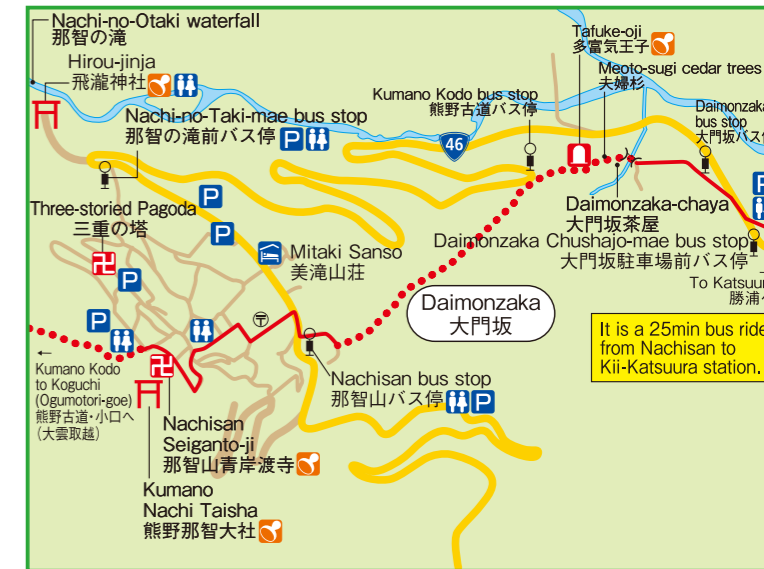 Nachi-no-Otaki waterfall
那智の滝
Hirou-jinja
飛瀧神社
Nachi-no-Taki-mae bus stop
那智の滝前バス停 P
Kumano Kodo bus stop
熊野古道バス停
46
Tafuke-oji
多富気王子
Meoto-sugi cedar trees
夫婦杉
Daimonzaka
bus stop
大門坂バス停
P
Three-storied Pagoda
三重の塔
卍
P
P
P
P
Mitaki Sanso
美滝山荘
Daimonzaka-chaya
大門坂茶屋
Daimonzaka Chushajo-mae bus stop
大門坂駐車場前バス停
To Katsuura
勝浦へ
Daimonzaka
大門坂
It is a 25min bus ride
from Nachisan to
Kii-Katsuura station.
〒
←
Kumano Kodo
to Koguchi
(Ogumotori-goe)
熊野古道・小口へ
(大雲取越)
卍
Nachisan bus stop
那智山バス停 P
Nachisan
Seiganto-ji
那智山青岸渡寺
Kumano
Nachi Taisha
熊野那智大社